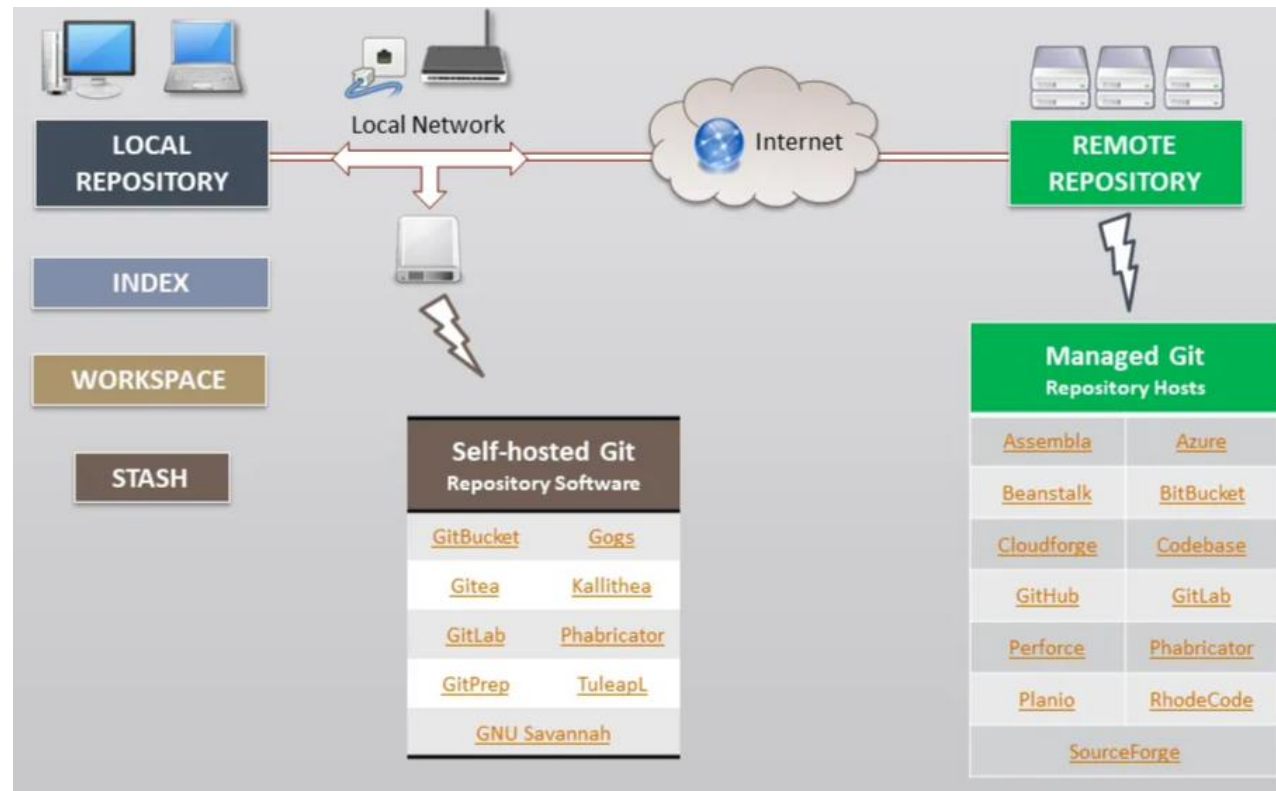 Local Network
Internet
LOCAL
REPOSITORY
REMOTE
REPOSITORY
INDEX
WORKSPACE
STASH
Self-hosted Git
Repository Software
GitBucket Gogs
Gitea Kallithea
GitLab Phabricator
GitPrep TuleapL
GNU Savannah
Managed Git
Repository Hosts
Assembla Azure
Beanstalk BitBucket
Cloudforge Codebase
GitHub GitLab
Perforce Phabricator
Planio RhodeCode
SourceForge